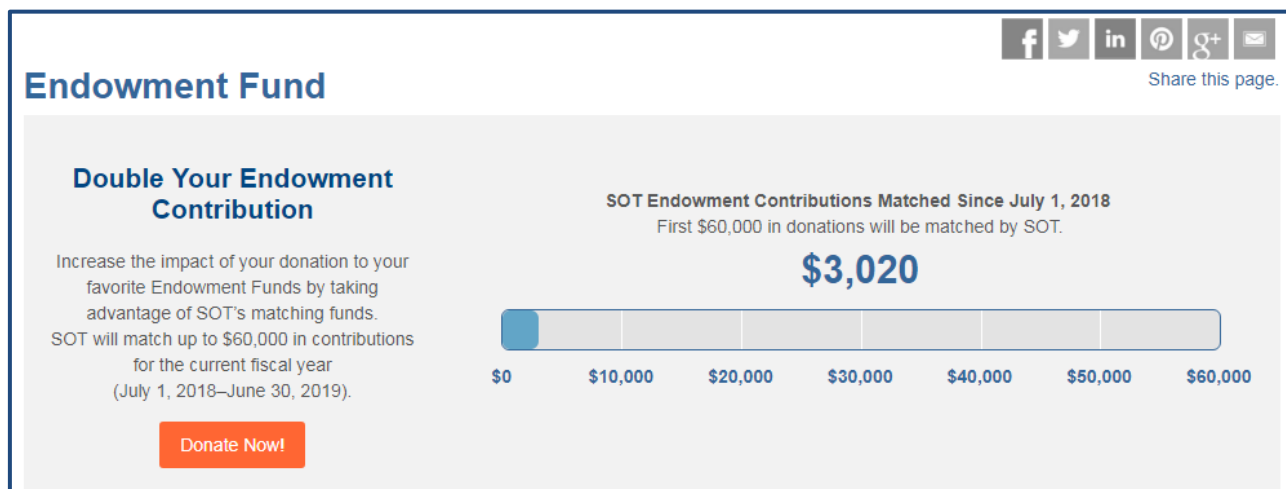 f in g+
Share this page.
Endowment Fund
Double Your Endowment
Contribution
Increase the impact of your donation to your
favorite Endowment Funds by taking
advantage of SOT's matching funds.
SOT will match up to $60,000 in contributions
for the current fiscal year
(July 1, 2018–June 30, 2019).
Donate Now!
SOT Endowment Contributions Matched Since July 1, 2018
First $60,000 in donations will be matched by SOT.
$3,020
$0 $10,000 $20,000 $30,000 $40,000 $50,000 $60,000